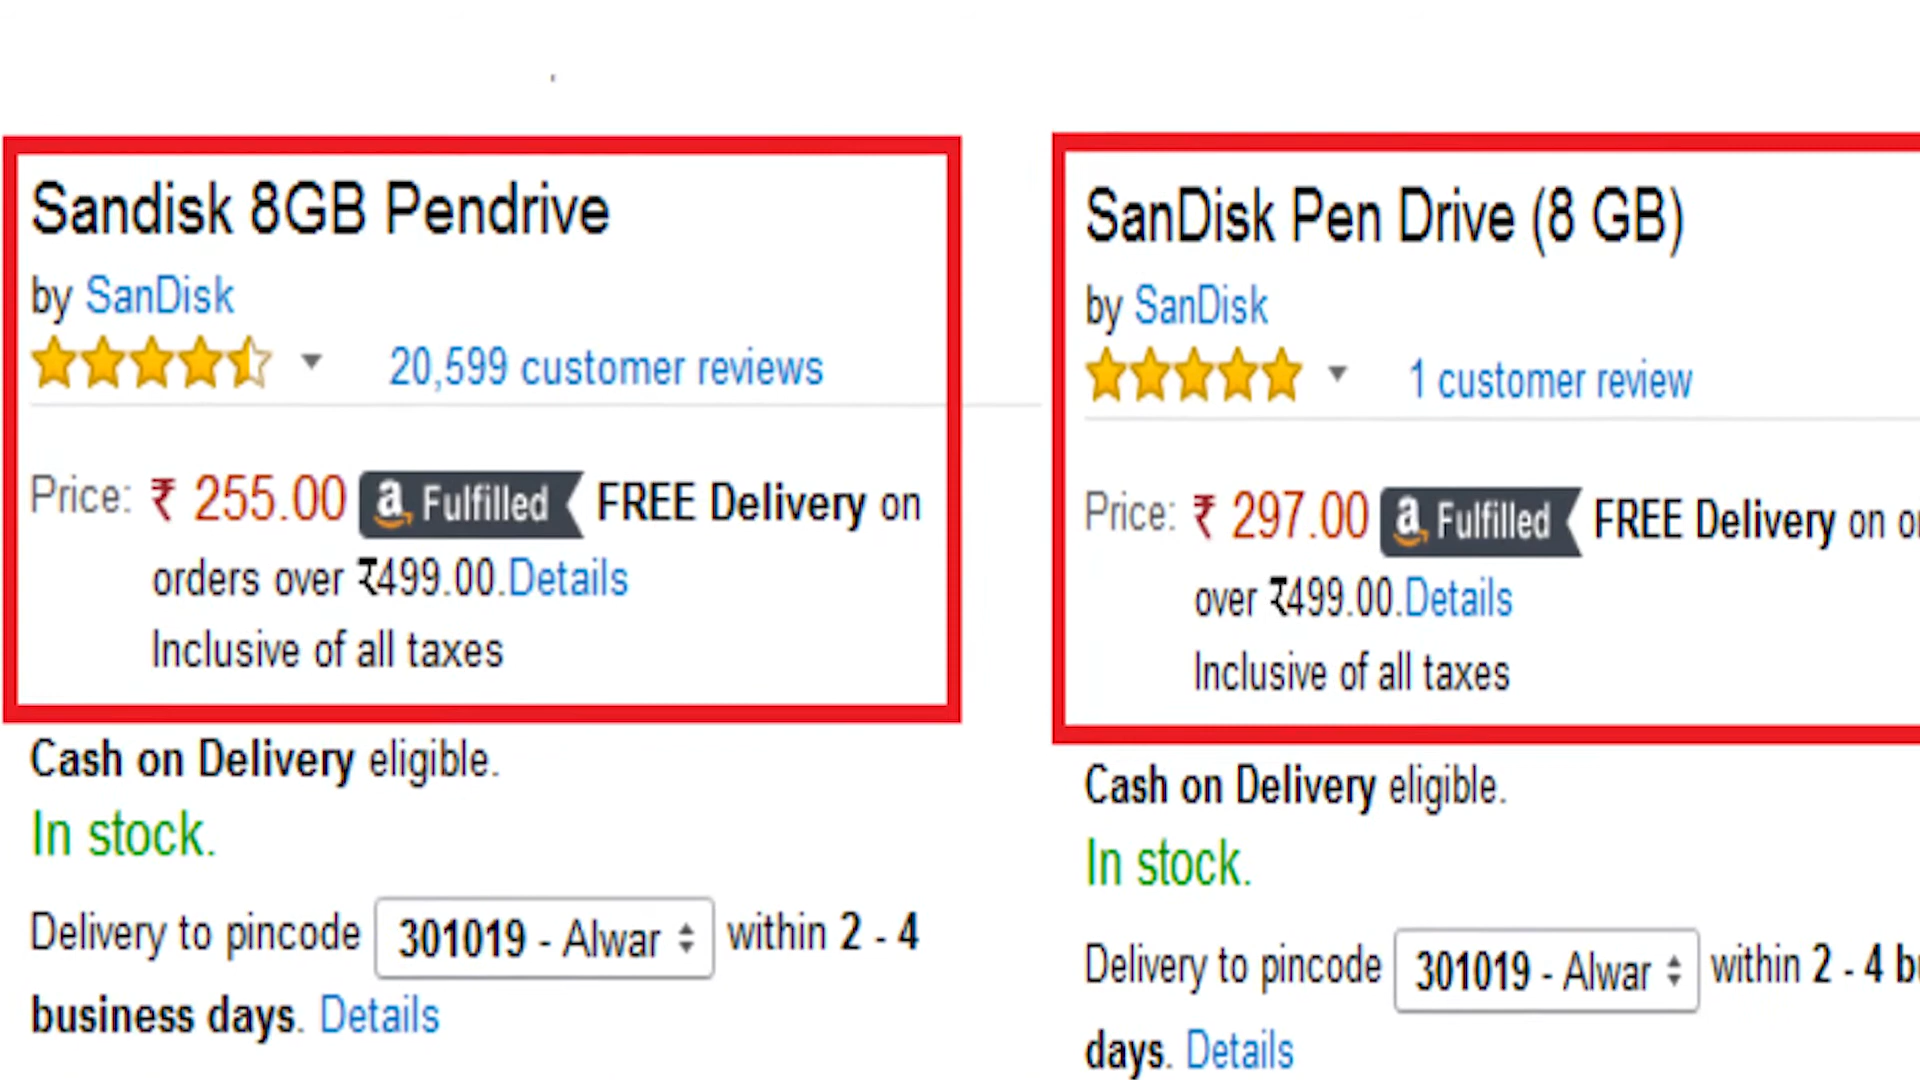 Sandisk 8GB Pendrive
by SanDisk
20,599 customer reviews
Price: ₹ 255.00 a Fulfilled FREE Delivery on
orders over ₹499.00.Details
Inclusive of all taxes
Cash on Delivery eligible.
In stock.
Delivery to pincode 301019 - Alwar within 2 - 4
business days. Details
SanDisk Pen Drive (8 GB)
by SanDisk
1 customer review
Price: ₹ 297.00 a Fulfilled FREE Delivery on
over ₹499.00.Details
Inclusive of all taxes
Cash on Delivery eligible.
In stock.
Delivery to pincode 301019 - Alwar within 2 - 4
days. Details